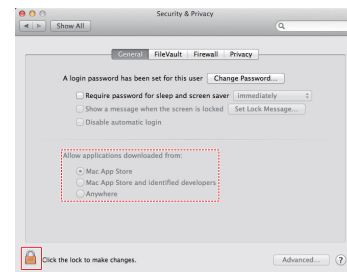 Security & Privacy
Show All
General FileVault Firewall Privacy
A login password has been set for this user Change Password...
Require password for sleep and screen saver immediately
Show a message when the screen is locked Set Lock Message...
Disable automatic login
Allow applications downloaded from:
Mac App Store
Mac App Store and identified developers
Anywhere
Click the lock to make changes. Advanced... ?